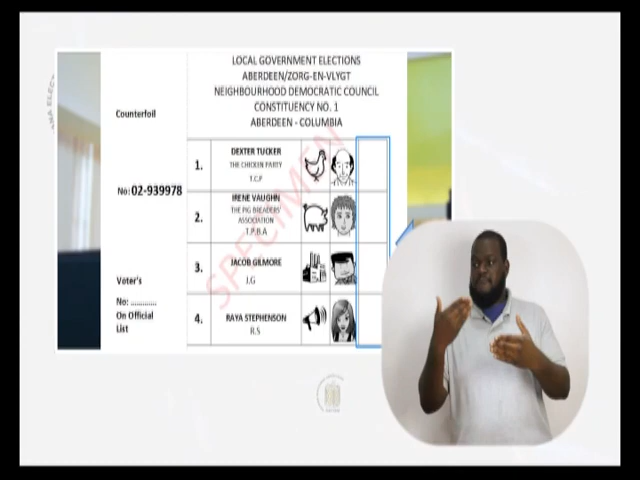 LOCAL GOVERNMENT ELECTIONS
ABERDEEN/ZORG-EN-VLYGT
NEIGHBOURHOOD DEMOCRATIC COUNCIL
CONSTITUENCY NO. 1
ABERDEEN - COLUMBIA
Counterfoil
No: 02-939978
Voter's
No: .............
On Official
List
1.
DEXTER TUCKER
THE CHICKEN PARTY
T.C.P
2.
IRENE VAUGHN
THE PIG BREADERS
ASSOCIATION
T.P.B.A
3.
JACOB GILMORE
J.G
4.
RAYA STEPHENSON
R.S
SPECIMEN